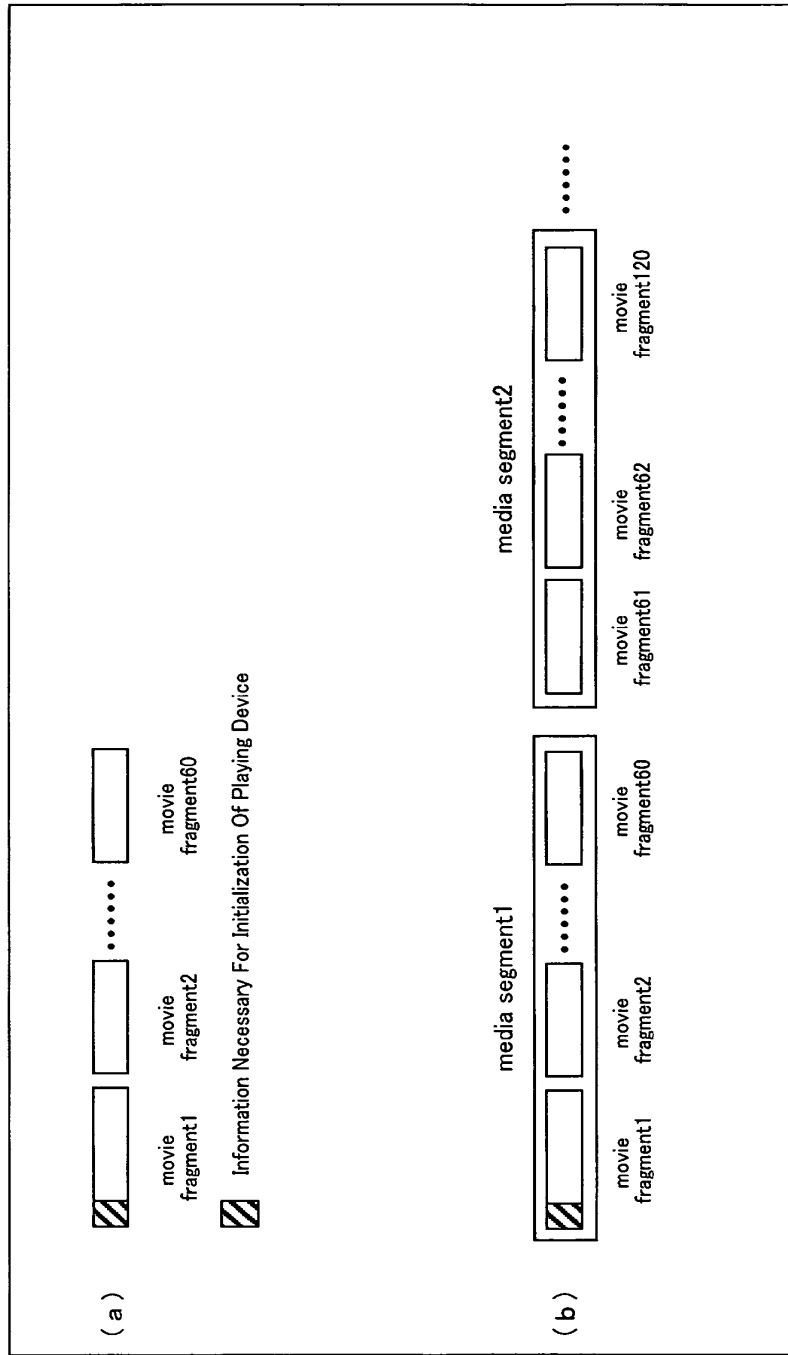 (a)
movie
fragment1
movie
fragment2
••••••
movie
fragment60
Information Necessary For Initialization Of Playing Device
(b)
media segment1
movie
fragment1
movie
fragment2
••••••
movie
fragment60
media segment2
movie
fragment61
movie
fragment62
••••••
movie
fragment120
••••••